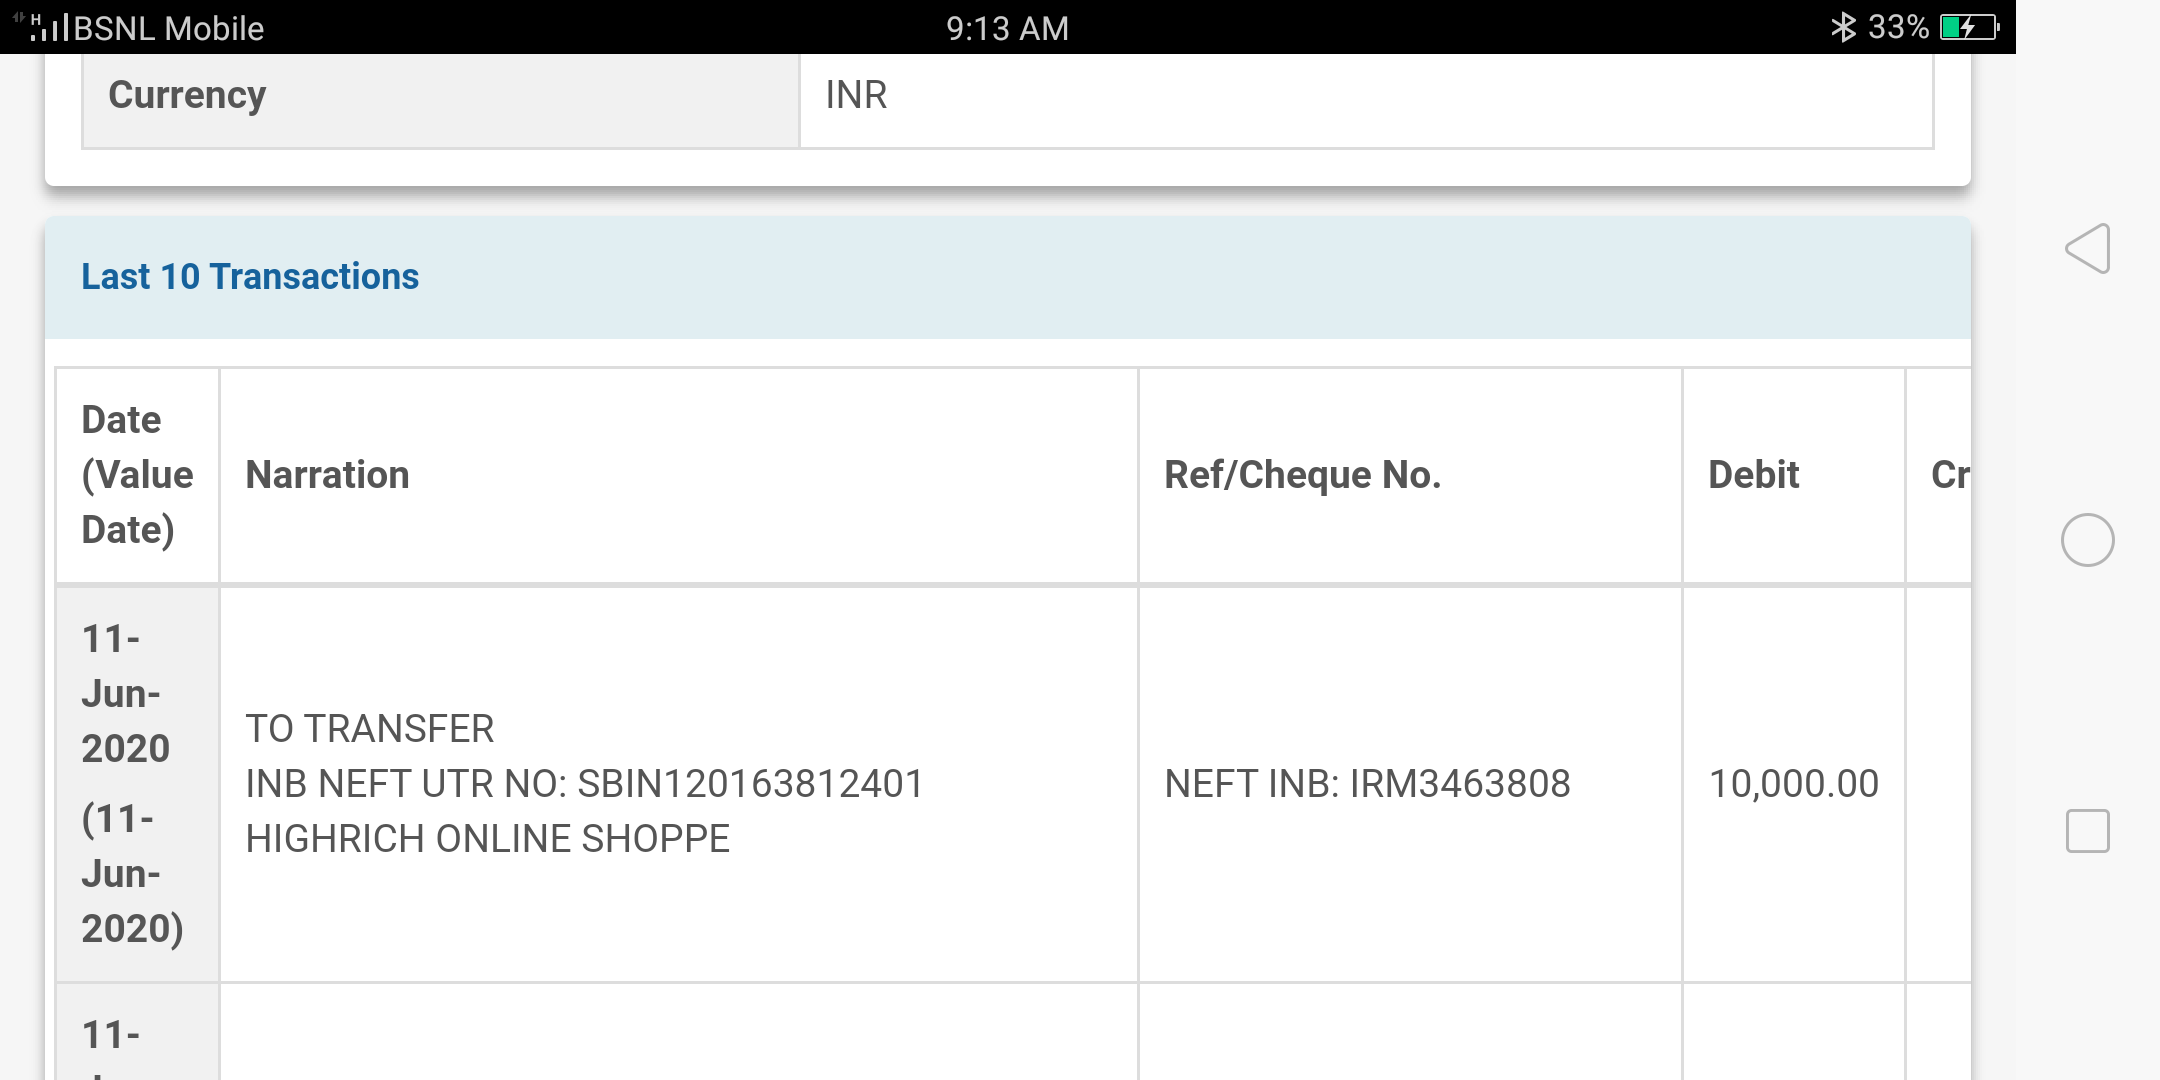 H BSNL Mobile 9:13 AM 33%
Currency INR
Last 10 Transactions
Date
(Value
Date)
Narration
Ref/Cheque No.
Debit
Cr
11-
Jun-
2020
(11-
Jun-
2020)
TO TRANSFER
INB NEFT UTR NO: SBIN120163812401
HIGHRICH ONLINE SHOPPE
NEFT INB: IRM3463808
10,000.00
11-